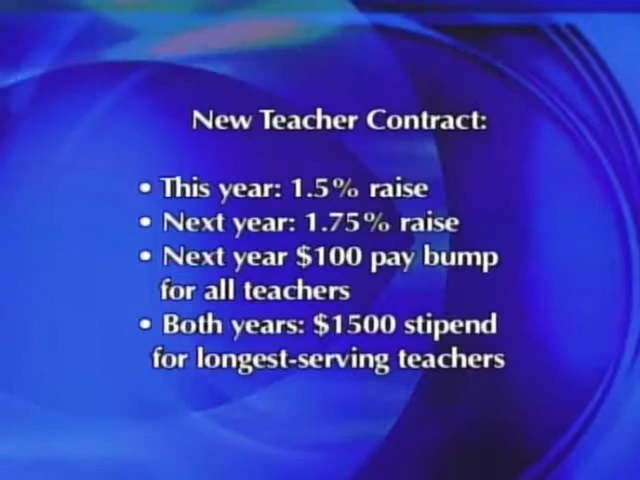 New Teacher Contract:
• This year: 1.5% raise
• Next year: 1.75% raise
• Next year $100 pay bump
for all teachers
• Both years: $1500 stipend
for longest-serving teachers